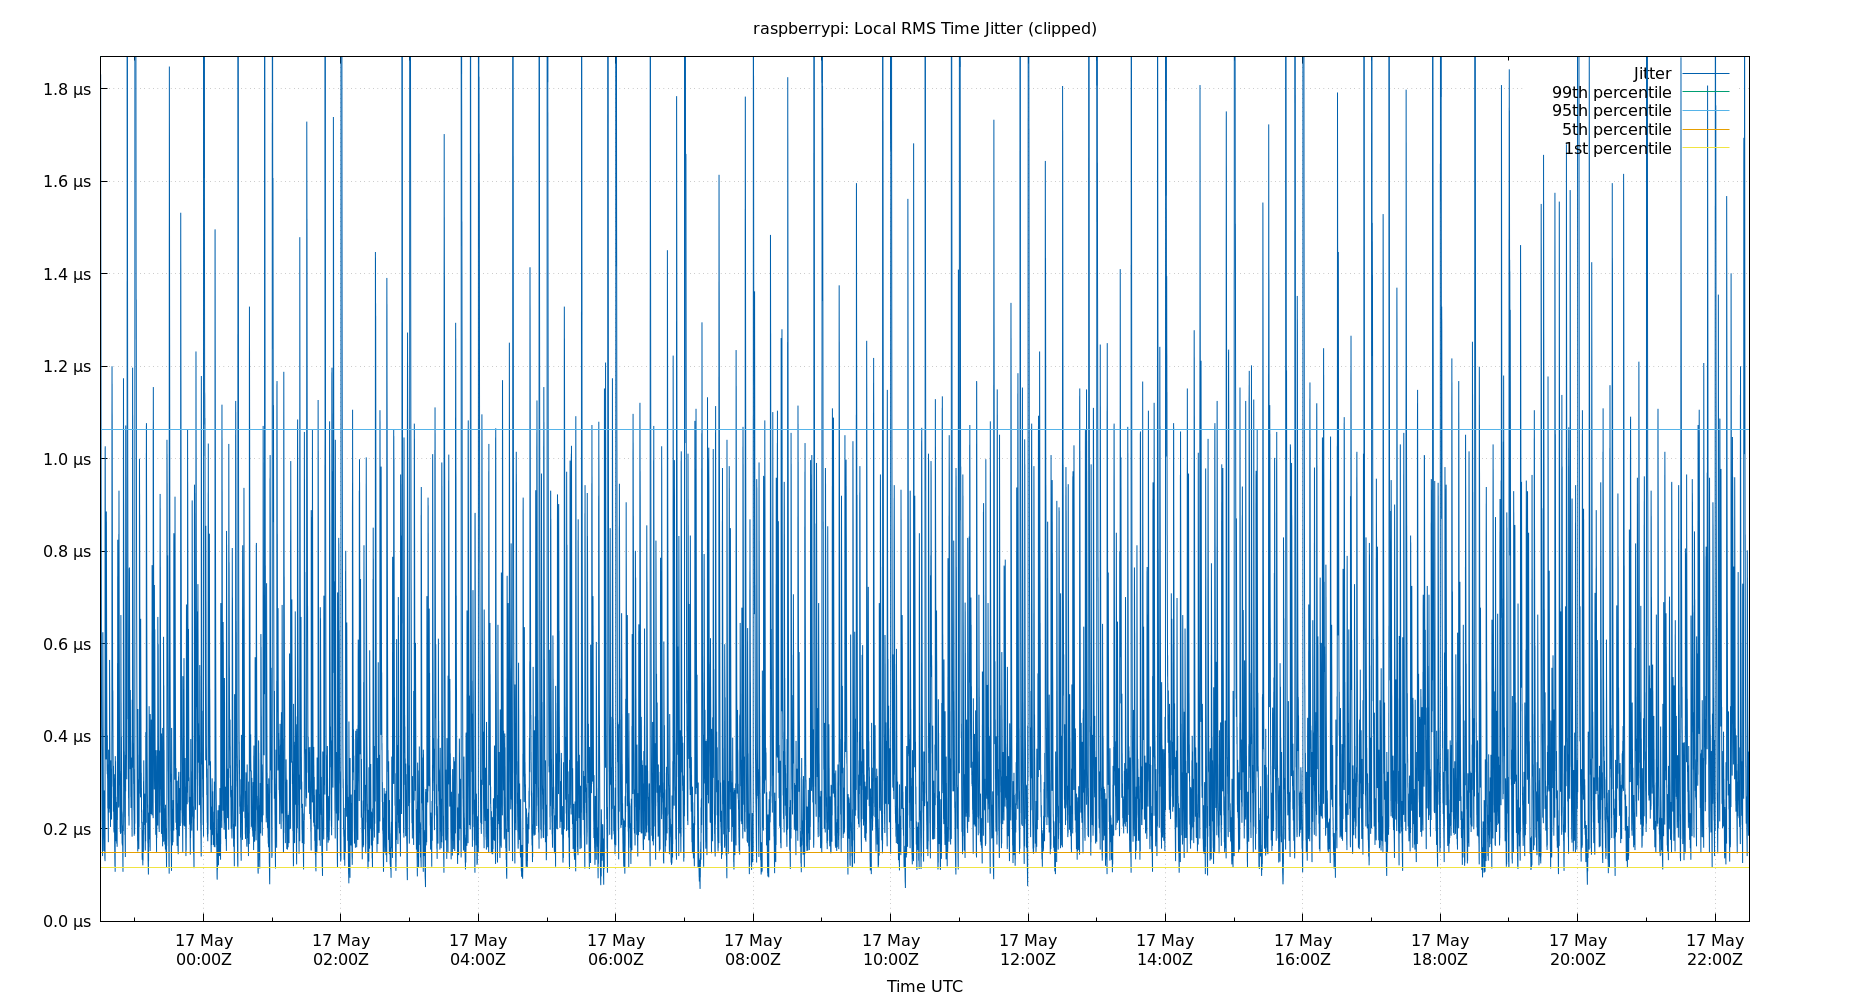 raspberrypi: Local RMS Time Jitter (clipped)
Jitter
99th percentile
95th percentile
5th percentile
1st percentile
1.8 µs
1.6 µs
1.4 µs
1.2 µs
1.0 µs
0.8 µs
0.6 µs
0.4 µs
0.2 µs
0.0 µs
17 May 17 May 17 May 17 May 17 May 17 May 17 May 17 May 17 May 17 May 17 May 17 May
00:00Z 02:00Z 04:00Z 06:00Z 08:00Z 10:00Z 12:00Z 14:00Z 16:00Z 18:00Z 20:00Z 22:00Z
Time UTC